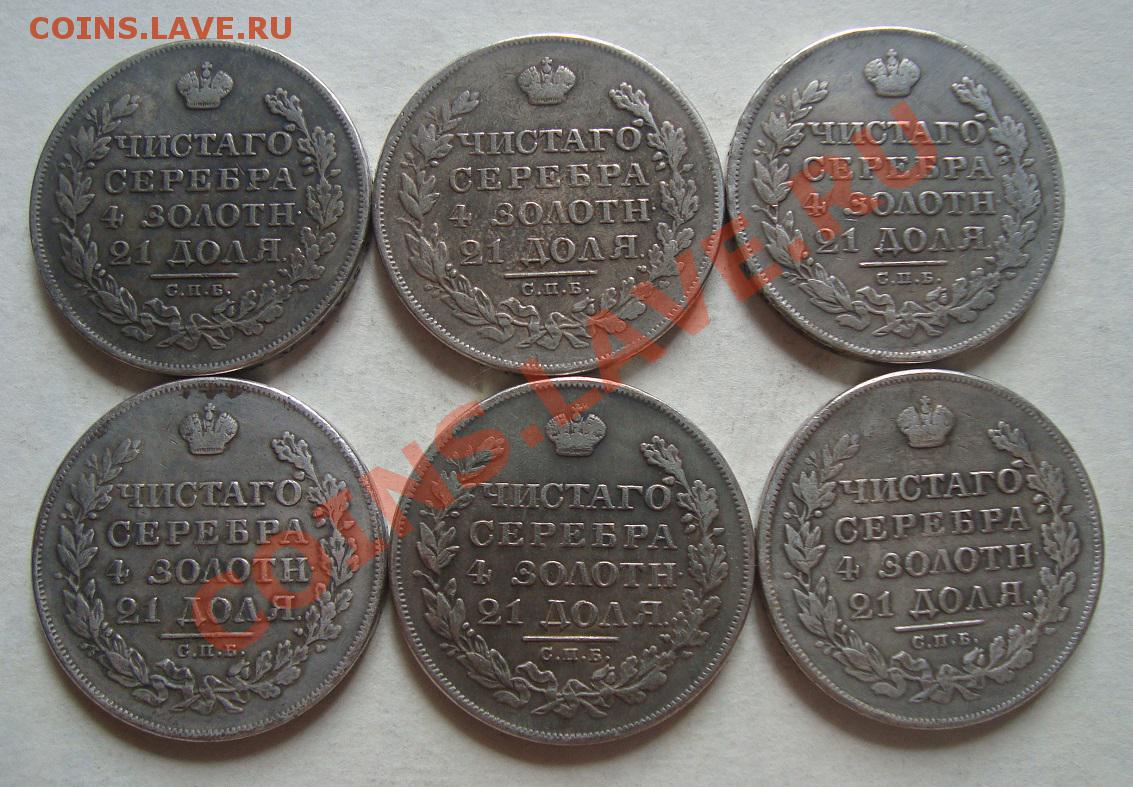 COINS.LAVE.RU
ЧИСТАГО
СЕРЕБРА
4 ЗОЛОТН.
21 ДОЛЯ.
С.П.Б.
ЧИСТАГО
СЕРЕБРА
4 ЗОЛОТН
21 ДОЛЯ.
С.П.Б.
ЧИСТАГО
СЕРЕБРА
4 ЗОЛОТН
21 ДОЛЯ.
С.П.Б.
ЧИСТАГО
СЕРЕБРА
4 ЗОЛОТН
21 ДОЛЯ.
С.П.Б.
ЧИСТАГО
СЕРЕБРА
4 ЗОЛОТН.
21 ДОЛЯ.
С.П.Б.
ЧИСТАГО
СЕРЕБРА
4 ЗОЛОТН.
21 ДОЛЯ.
С.П.Б.
COINS.LAVE.RU